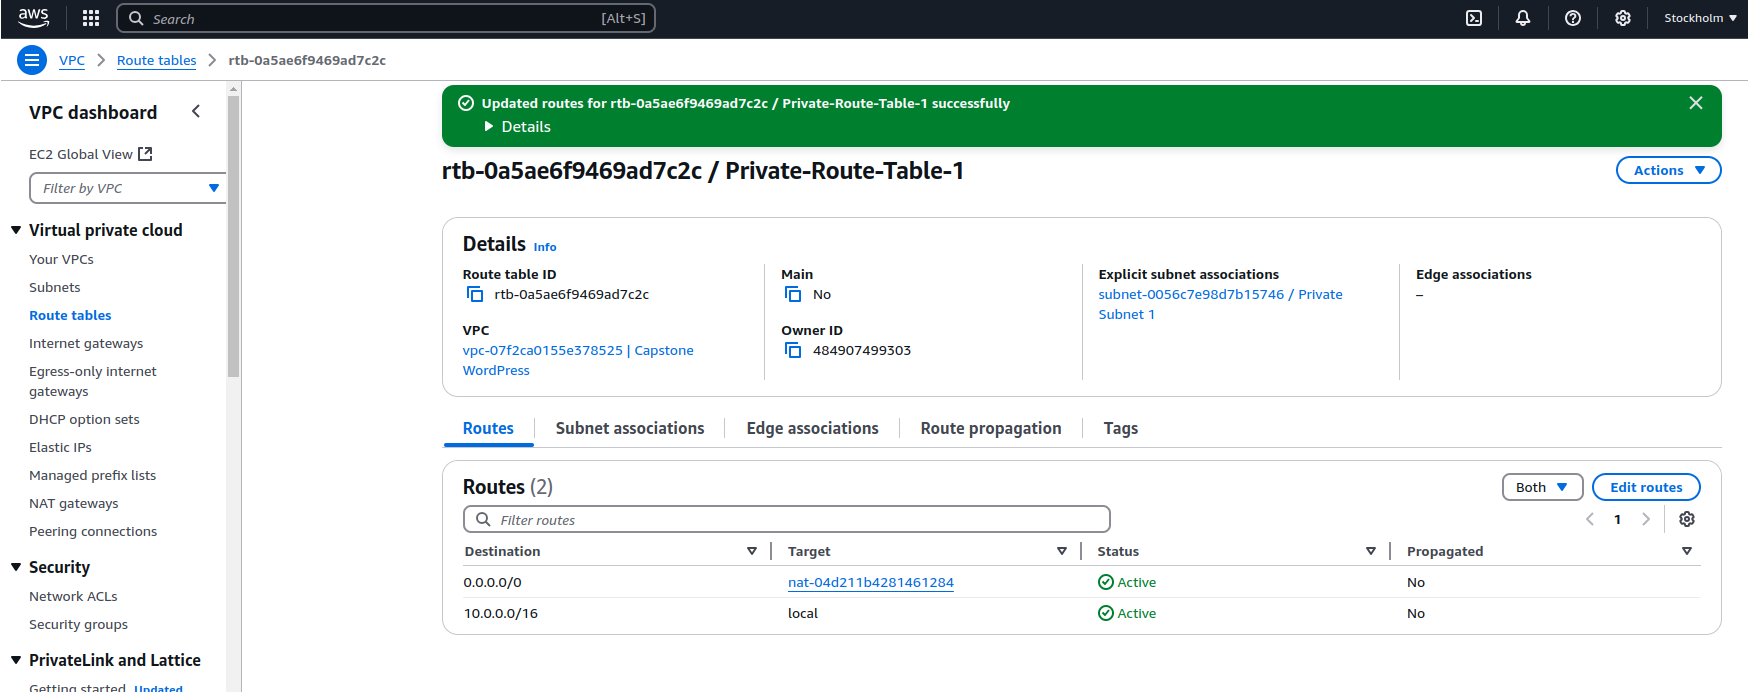 aws
Search [Alt+S]
Stockholm
VPC
Route tables
rtb-0a5ae6f9469ad7c2c
VPC dashboard
EC2 Global View
Filter by VPC
Virtual private cloud
Your VPCs
Subnets
Route tables
Internet gateways
Egress-only internet
gateways
DHCP option sets
Elastic IPs
Managed prefix lists
NAT gateways
Peering connections
Security
Network ACLs
Security groups
PrivateLink and Lattice
Getting started Updated
Updated routes for rtb-0a5ae6f9469ad7c2c / Private-Route-Table-1 successfully
Details
rtb-0a5ae6f9469ad7c2c / Private-Route-Table-1
Actions
Details Info
Route table ID
rtb-0a5ae6f9469ad7c2c
VPC
vpc-07f2ca0155e378525 | Capstone
WordPress
Main
No
Owner ID
484907499303
Explicit subnet associations
subnet-0056c7e98d7b15746 / Private
Subnet 1
Edge associations
–
Routes
Subnet associations
Edge associations
Route propagation
Tags
Routes (2)
Both
Edit routes
Filter routes
1
Destination Target Status Propagated
0.0.0.0/0 nat-04d211b4281461284 Active No
10.0.0.0/16 local Active No